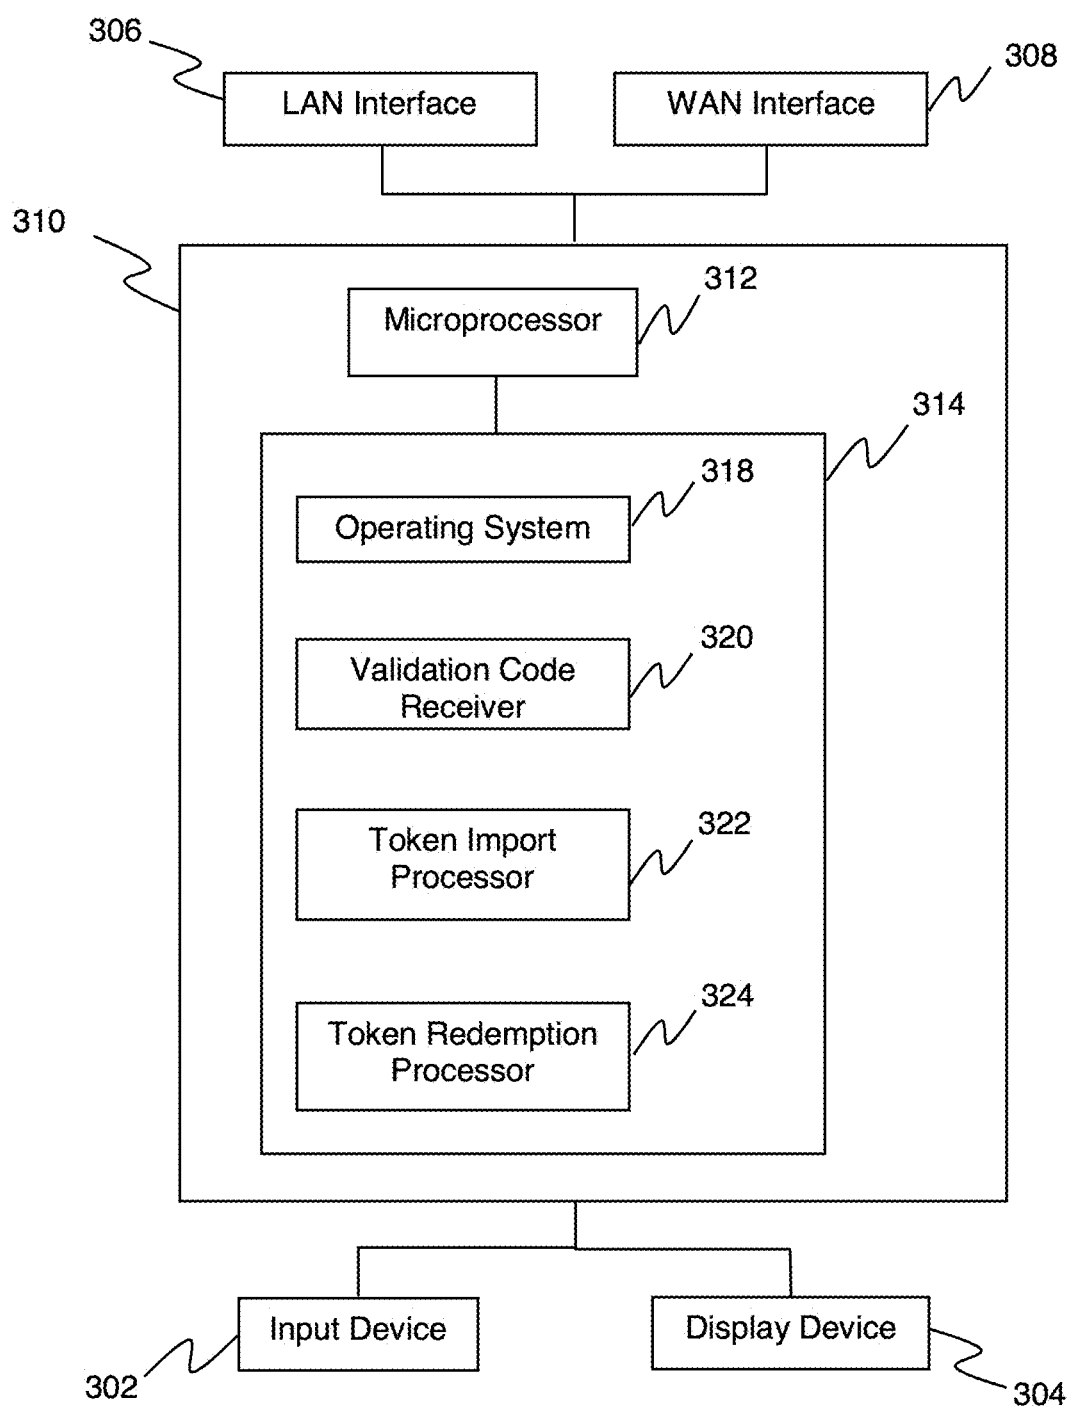 306
308
LAN Interface
WAN Interface
310
312
Microprocessor
314
318
Operating System
320
Validation Code
Receiver
322
Token Import
Processor
324
Token Redemption
Processor
Input Device
Display Device
302
304